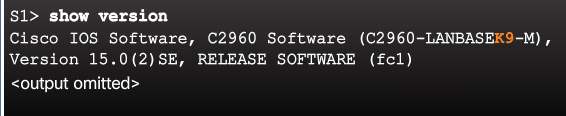 S1> show version
Cisco IOS Software, C2960 Software (C2960-LANBASEK9-M),
Version 15.0(2)SE, RELEASE SOFTWARE (fc1)
<output omitted>